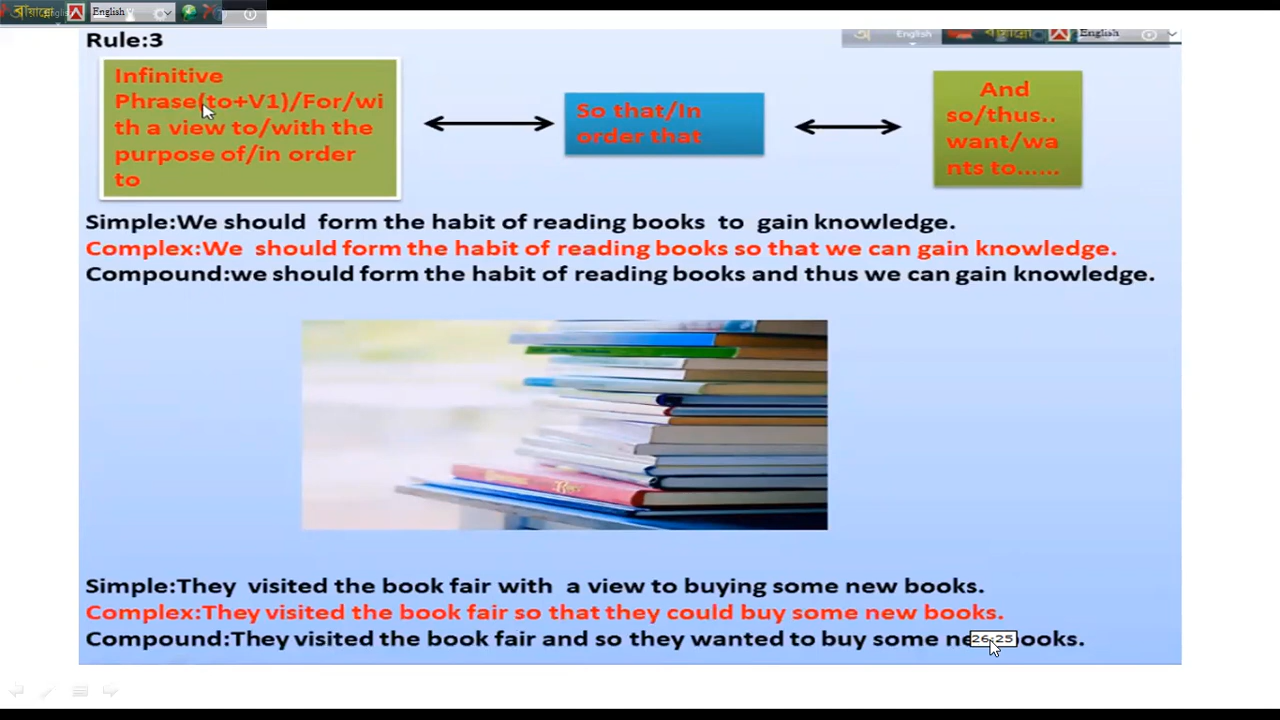 বাংলা English
English
Rule:3
Infinitive
Phrase(to+V1)/For/wi
th a view to/with the
purpose of/in order
to
So that/In
order that
And
so/thus..
want/wa
nts to......
Simple:We should form the habit of reading books to gain knowledge.
Complex:We should form the habit of reading books so that we can gain knowledge.
Compound:we should form the habit of reading books and thus we can gain knowledge.
Simple:They visited the book fair with a view to buying some new books.
Complex:They visited the book fair so that they could buy some new books.
Compound:They visited the book fair and so they wanted to buy some new books.
26:25